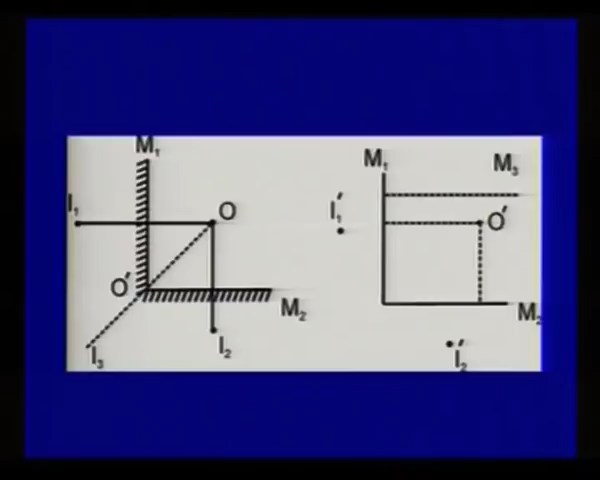 M₁
I₁
O
O′
M₂
I₂
I₃
M₁
M₃
I₁′
O′
M₂
I₂′